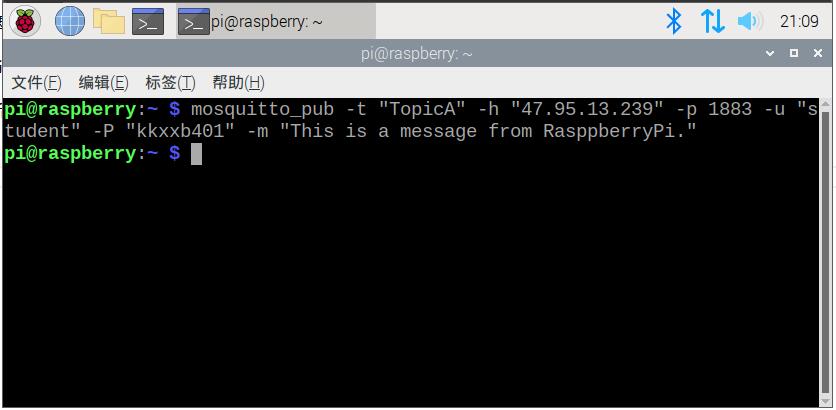 pi@raspberry: ~ 21:09
pi@raspberry: ~
文件(F) 编辑(E) 标签(T) 帮助(H)
pi@raspberry:~ $ mosquitto_pub -t "TopicA" -h "47.95.13.239" -p 1883 -u "s
tudent" -P "kkxxb401" -m "This is a message from RasppberryPi."
pi@raspberry:~ $